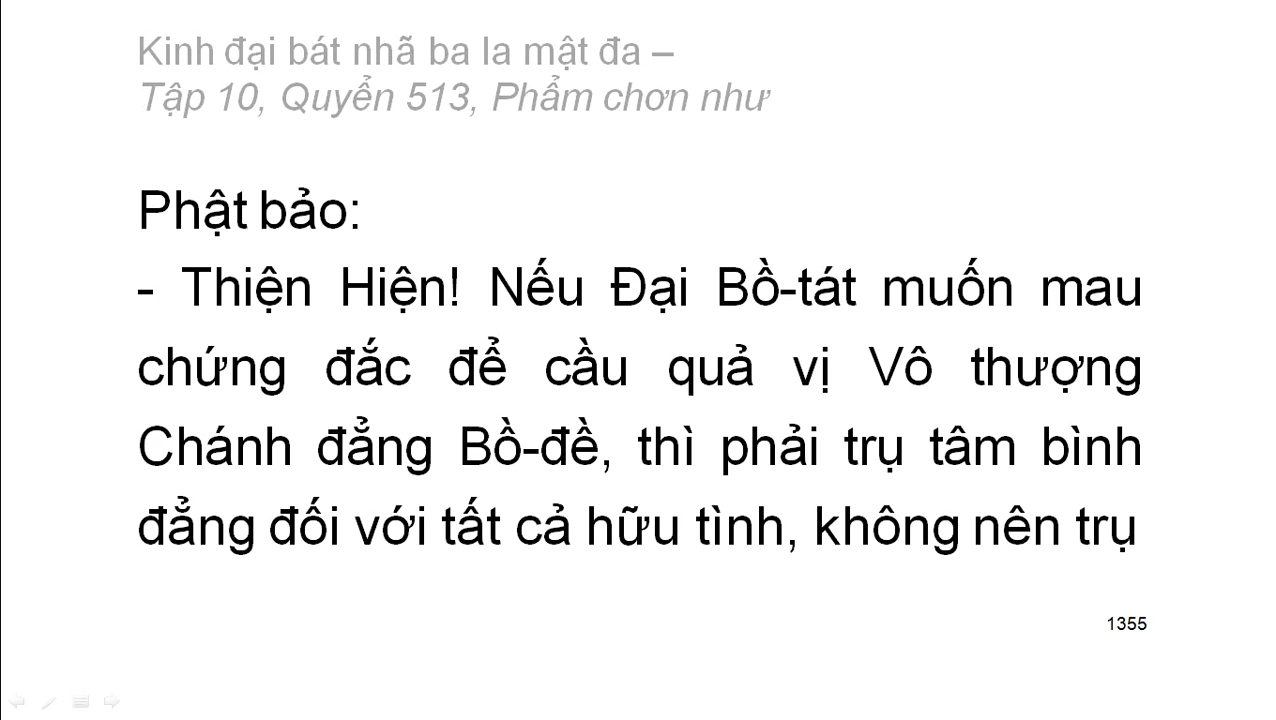 Kinh đại bát nhã ba la mật đa –
Tập 10, Quyển 513, Phẩm chơn như
Phật bảo:
- Thiện Hiện! Nếu Đại Bồ-tát muốn mau
chứng đắc để cầu quả vị Vô thượng
Chánh đẳng Bồ-đề, thì phải trụ tâm bình
đẳng đối với tất cả hữu tình, không nên trụ
1355